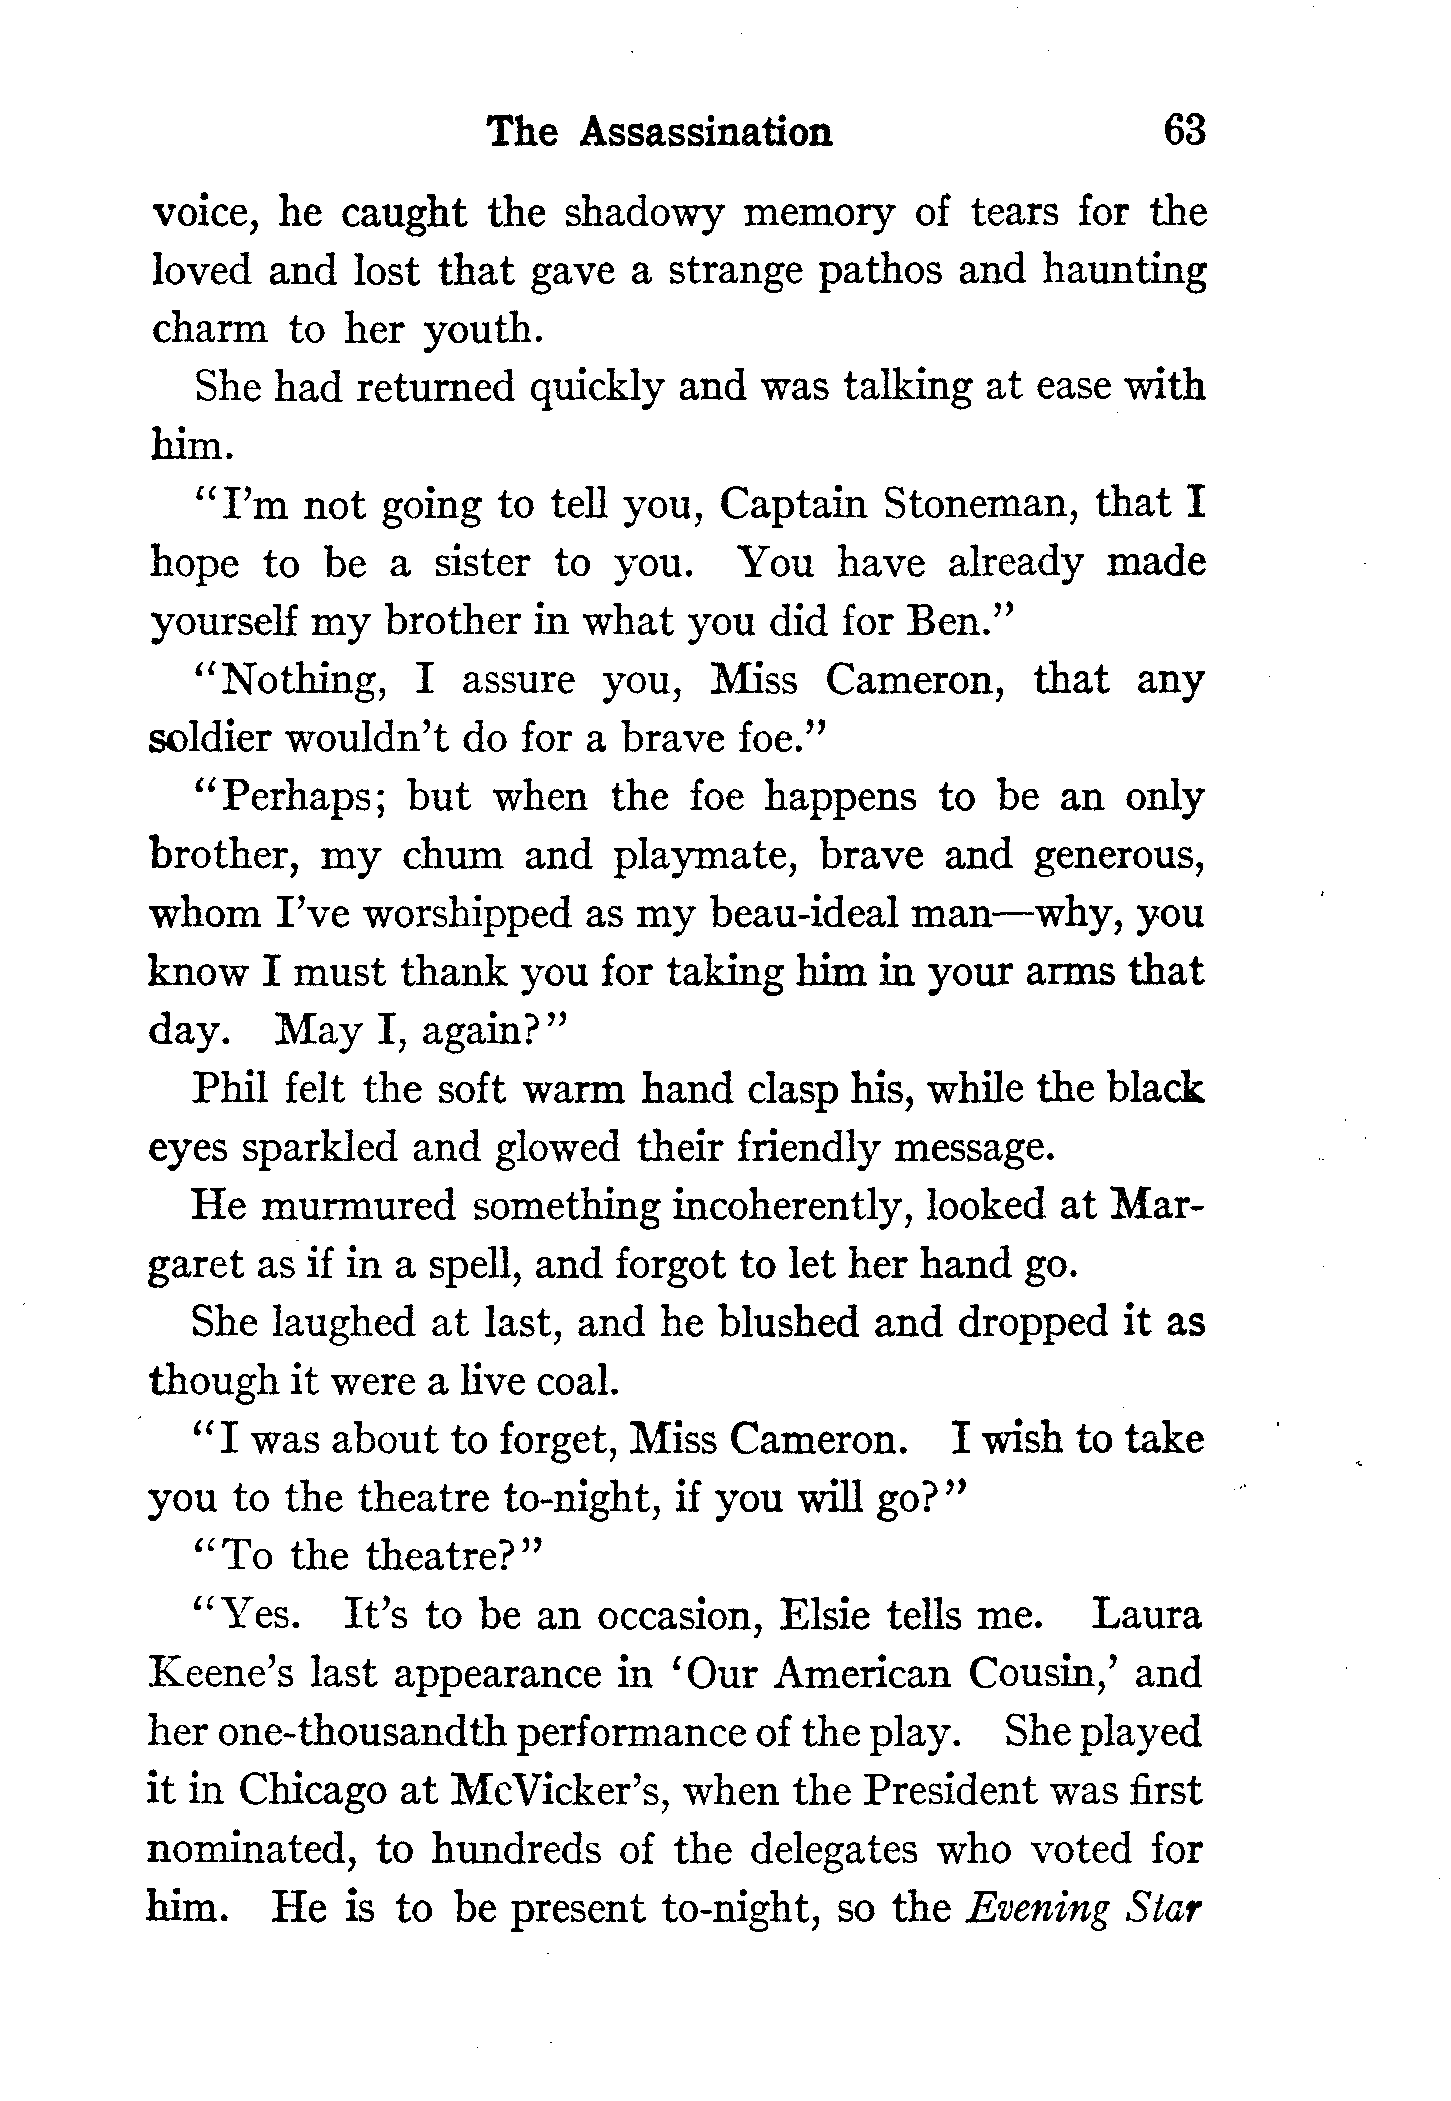 The Assassination 63
voice, he caught the shadowy memory of tears for the
loved and lost that gave a strange pathos and haunting
charm to her youth.
She had returned quickly and was talking at ease with
him.
“I’m not going to tell you, Captain Stoneman, that I
hope to be a sister to you. You have already made
yourself my brother in what you did for Ben.”
“Nothing, I assure you, Miss Cameron, that any
soldier wouldn’t do for a brave foe.”
“Perhaps; but when the foe happens to be an only
brother, my chum and playmate, brave and generous,
whom I’ve worshipped as my beau-ideal man—why, you
know I must thank you for taking him in your arms that
day. May I, again?”
Phil felt the soft warm hand clasp his, while the black
eyes sparkled and glowed their friendly message.
He murmured something incoherently, looked at Mar-
garet as if in a spell, and forgot to let her hand go.
She laughed at last, and he blushed and dropped it as
though it were a live coal.
“I was about to forget, Miss Cameron. I wish to take
you to the theatre to-night, if you will go?”
“To the theatre?”
“Yes. It’s to be an occasion, Elsie tells me. Laura
Keene’s last appearance in ‘Our American Cousin,’ and
her one-thousandth performance of the play. She played
it in Chicago at McVicker’s, when the President was first
nominated, to hundreds of the delegates who voted for
him. He is to be present to-night, so the Evening Star